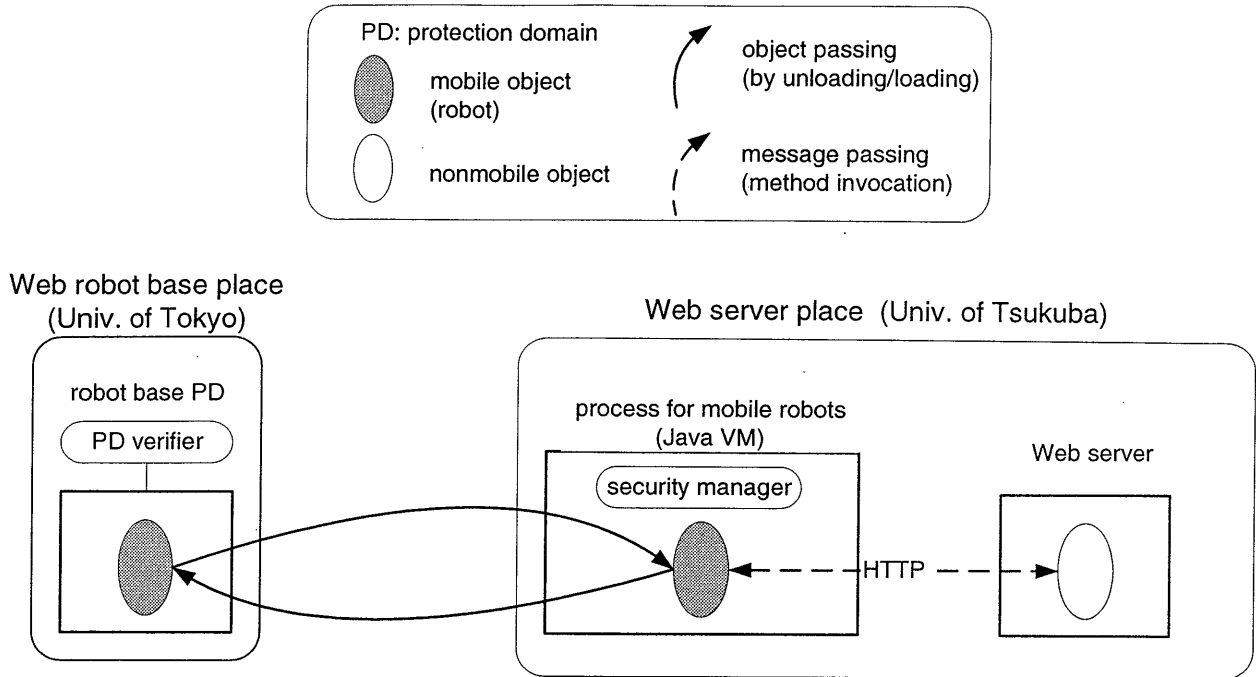 PD: protection domain
mobile object
(robot)
nonmobile object
object passing
(by unloading/loading)
message passing
(method invocation)
Web robot base place
(Univ. of Tokyo)
robot base PD
PD verifier
Web server place (Univ. of Tsukuba)
process for mobile robots
(Java VM)
security manager
Web server
HTTP